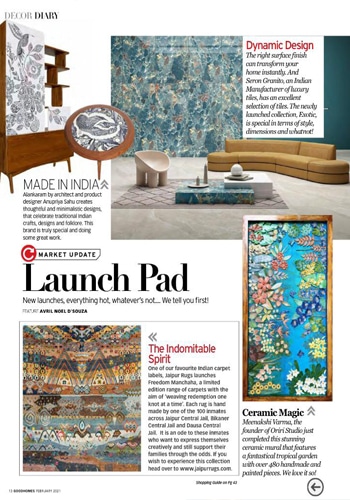 DECOR DIARY
Dynamic Design
The right surface finish
can transform your
home instantly. And
Seron Granito, an Indian
Manufacturer of luxury
tiles, has an excellent
selection of tiles. The newly
launched collection, Exotic,
is special in terms of style,
dimensions and whatnot!
MADE IN INDIA
Alankaram by architect and product
designer Anupriya Sahu creates
thoughtful and minimalistic designs,
that celebrate traditional Indian
crafts, designs and folklore. This
brand is truly special and doing
some great work.
MARKET UPDATE
Launch Pad
New launches, everything hot, whatever's not.... We tell you first!
FEATURE AVRIL NOEL D'SOUZA
The Indomitable
Spirit
One of our favourite Indian carpet
labels, Jaipur Rugs launches
Freedom Manchaha, a limited
edition range of carpets with the
aim of 'weaving redemption one
knot at a time'. Each rug is hand
made by one of the 100 inmates
across Jaipur Central Jail, Bikaner
Central Jail and Dausa Central
Jail. It is an ode to these inmates
who want to express themselves
creatively and still support their
families through the odds. If you
wish to experience this collection
head over to www.jaipurrugs.com.
Ceramic Magic
Meenakshi Varma, the
founder of Oniri Studio just
completed this stunning
ceramic mural that features
a fantastical tropical garden
with over 480 handmade and
painted pieces. We love it so!
Shopping Guide on Pg 62
GOODHOMES FEBRUARY 2021